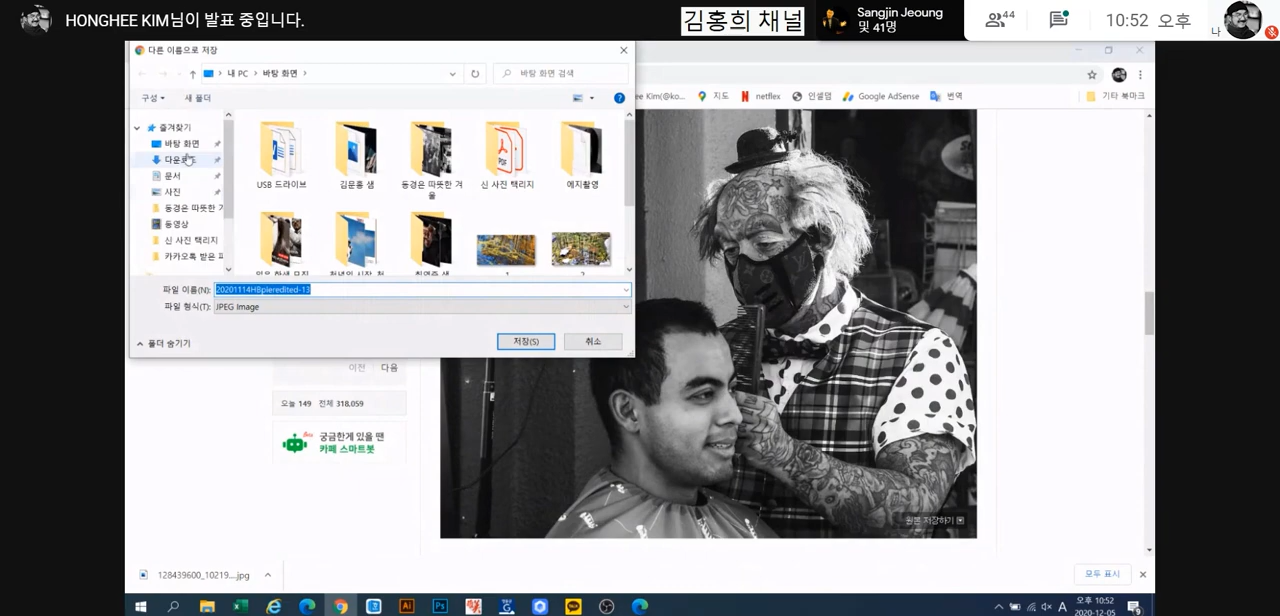 HONGHEE KIM님이 발표 중입니다.
김홍희 채널
Sangjin Jeoung
및 41명
44
10:52 오후
나
다른 이름으로 저장
내 PC > 바탕 화면 >
바탕 화면 검색
구성 새 폴더
즐겨찾기
바탕 화면
문서
사진
동경은 따뜻한 겨
동영상
신 사진 택리지
카카오톡 받은 파
USB 드라이브
김문홍 샘
동경은 따뜻한 겨울
신 사진 택리지
에지촬영
1
2
파일 이름(N): 20201114HBpieredited-13
파일 형식(T): JPEG Image
폴더 숨기기
저장(S)
취소
ee Kim(@ko...
지도
netflex
인셀덤
Google AdSense
번역
기타 북마크
이전 다음
오늘 149 전체 318,059
궁금한게 있을 땐
카페 스마트봇
원본 저장하기
128439600_10219....jpg
모두 표시
A
오후 10:52
2020-12-05